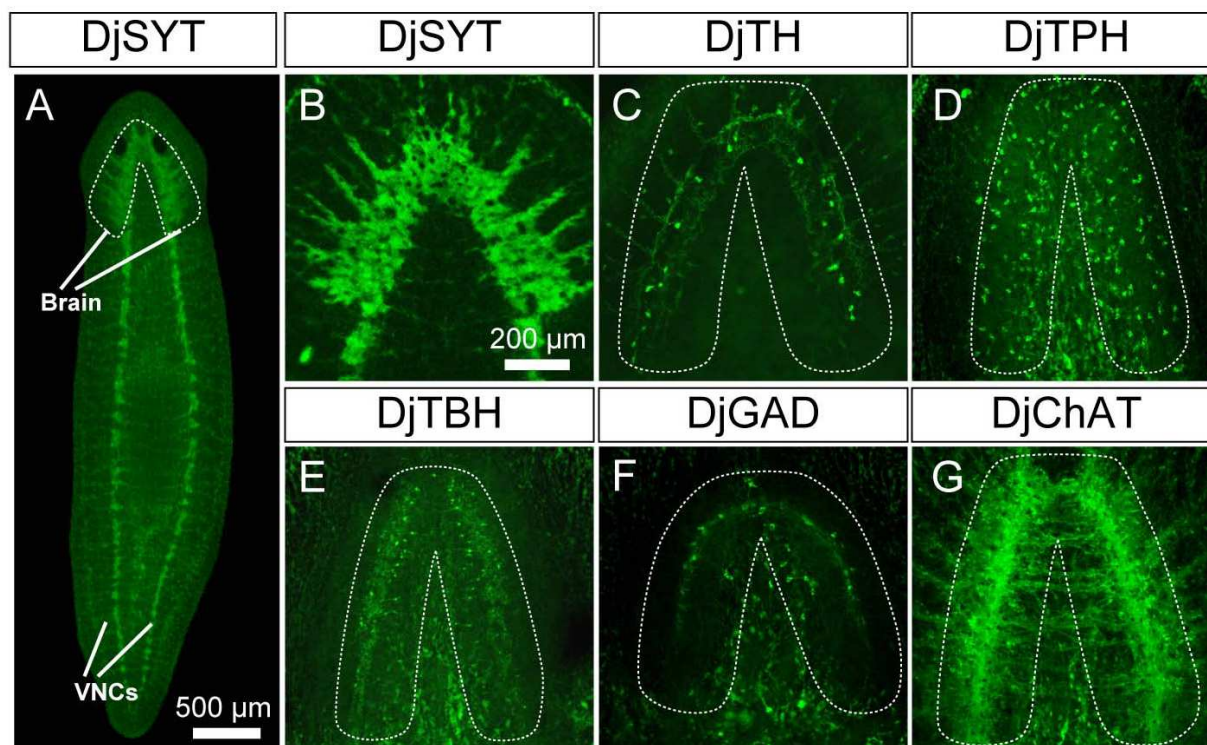 DjSYT
DjSYT
DjTH
DjTPH
A
B
C
D
Brain
200 µm
DjTBH
DjGAD
DjChAT
E
F
G
VNCs
500 µm